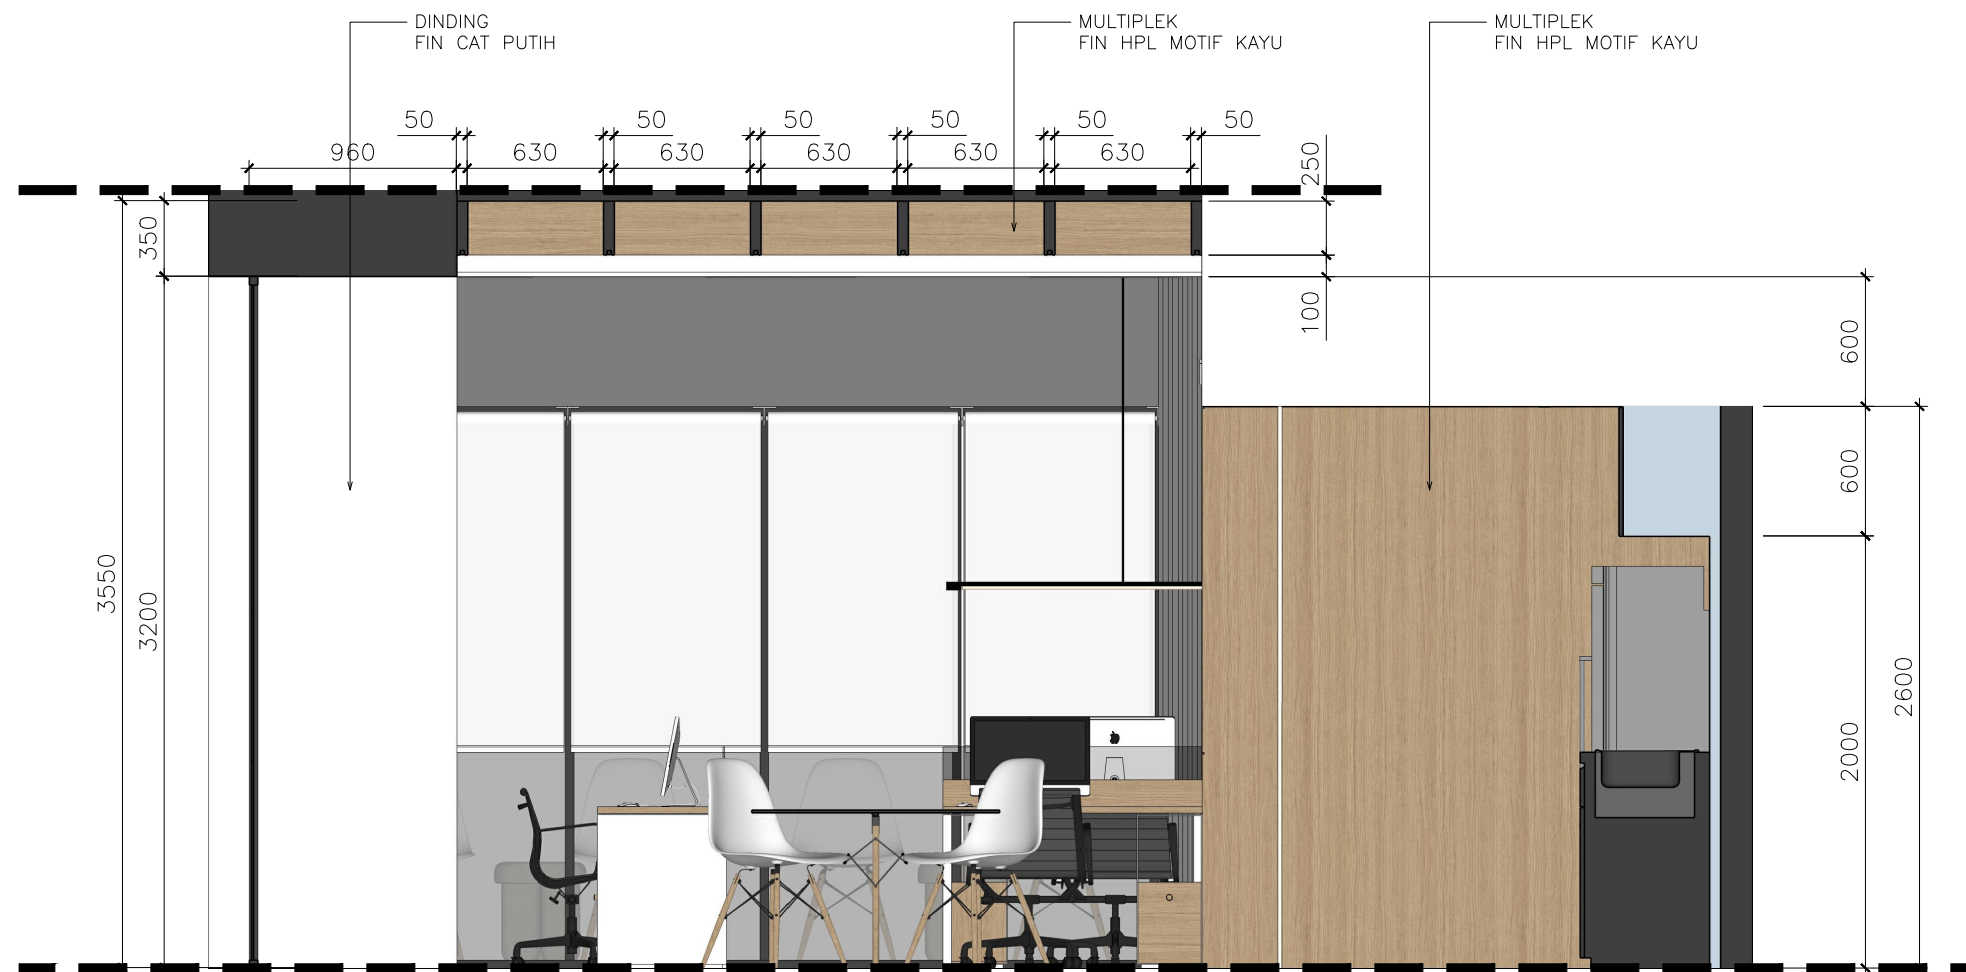 DINDING
FIN CAT PUTIH
MULTIPLEK
FIN HPL MOTIF KAYU
MULTIPLEK
FIN HPL MOTIF KAYU
50 50 50 50 50 50
960 630 630 630 630 630
250
350
100
600
600
3550
3200
2600
2000